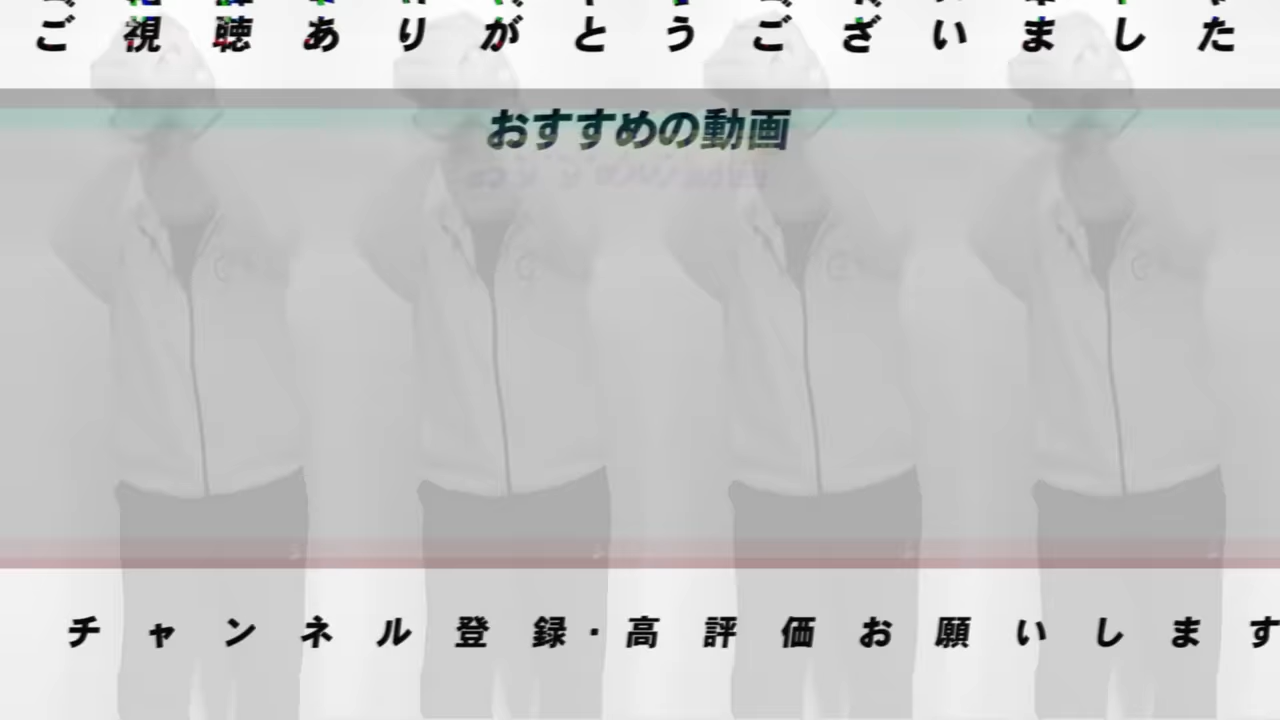 ご視聴ありがとうございました
おすすめの動画
チャンネル登録・高評価お願いします